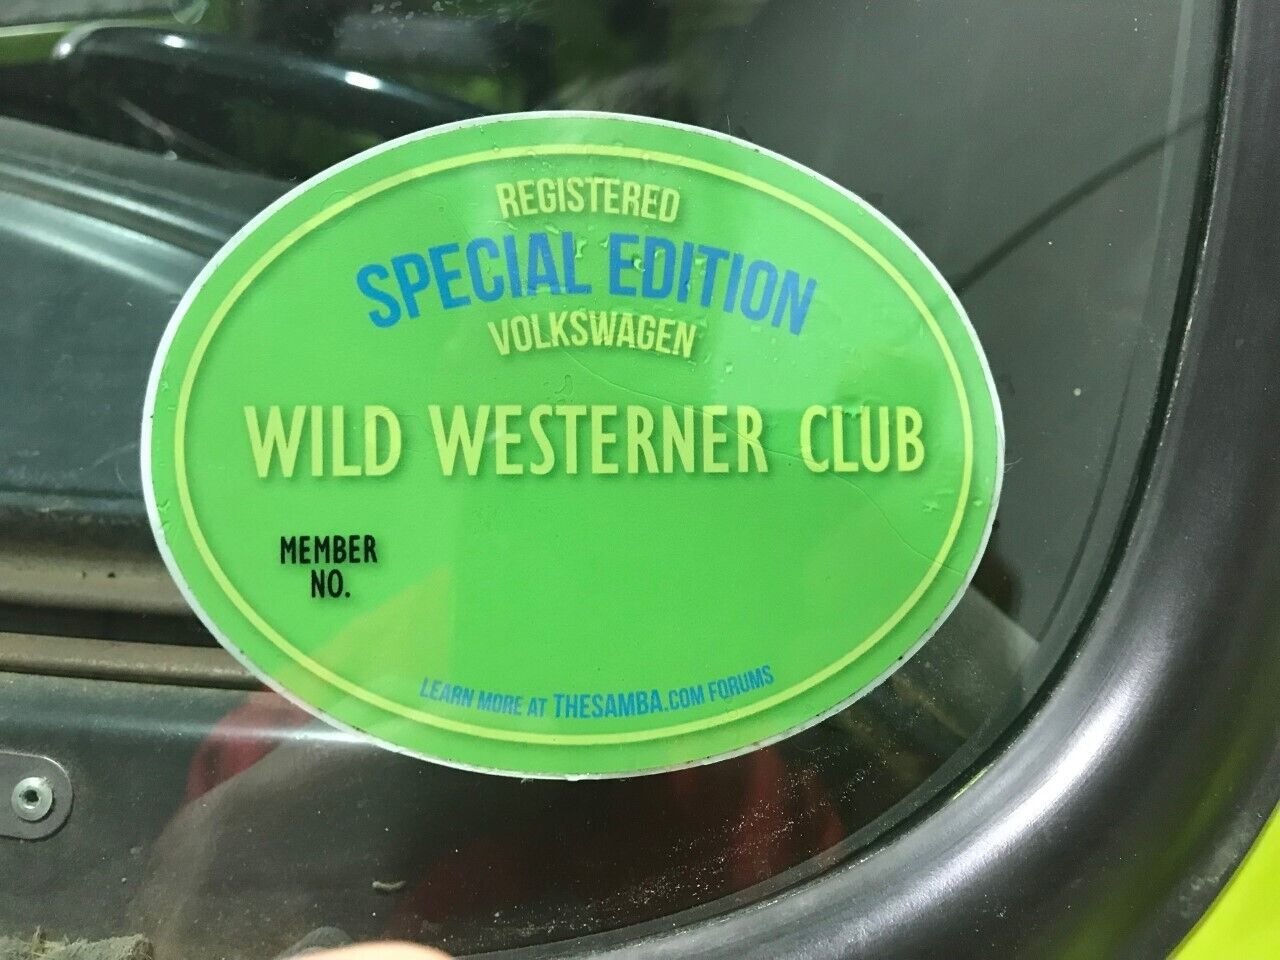 REGISTERED
SPECIAL EDITION
VOLKSWAGEN
WILD WESTERNER CLUB
MEMBER
NO.
LEARN MORE AT THESAMBA.COM FORUMS